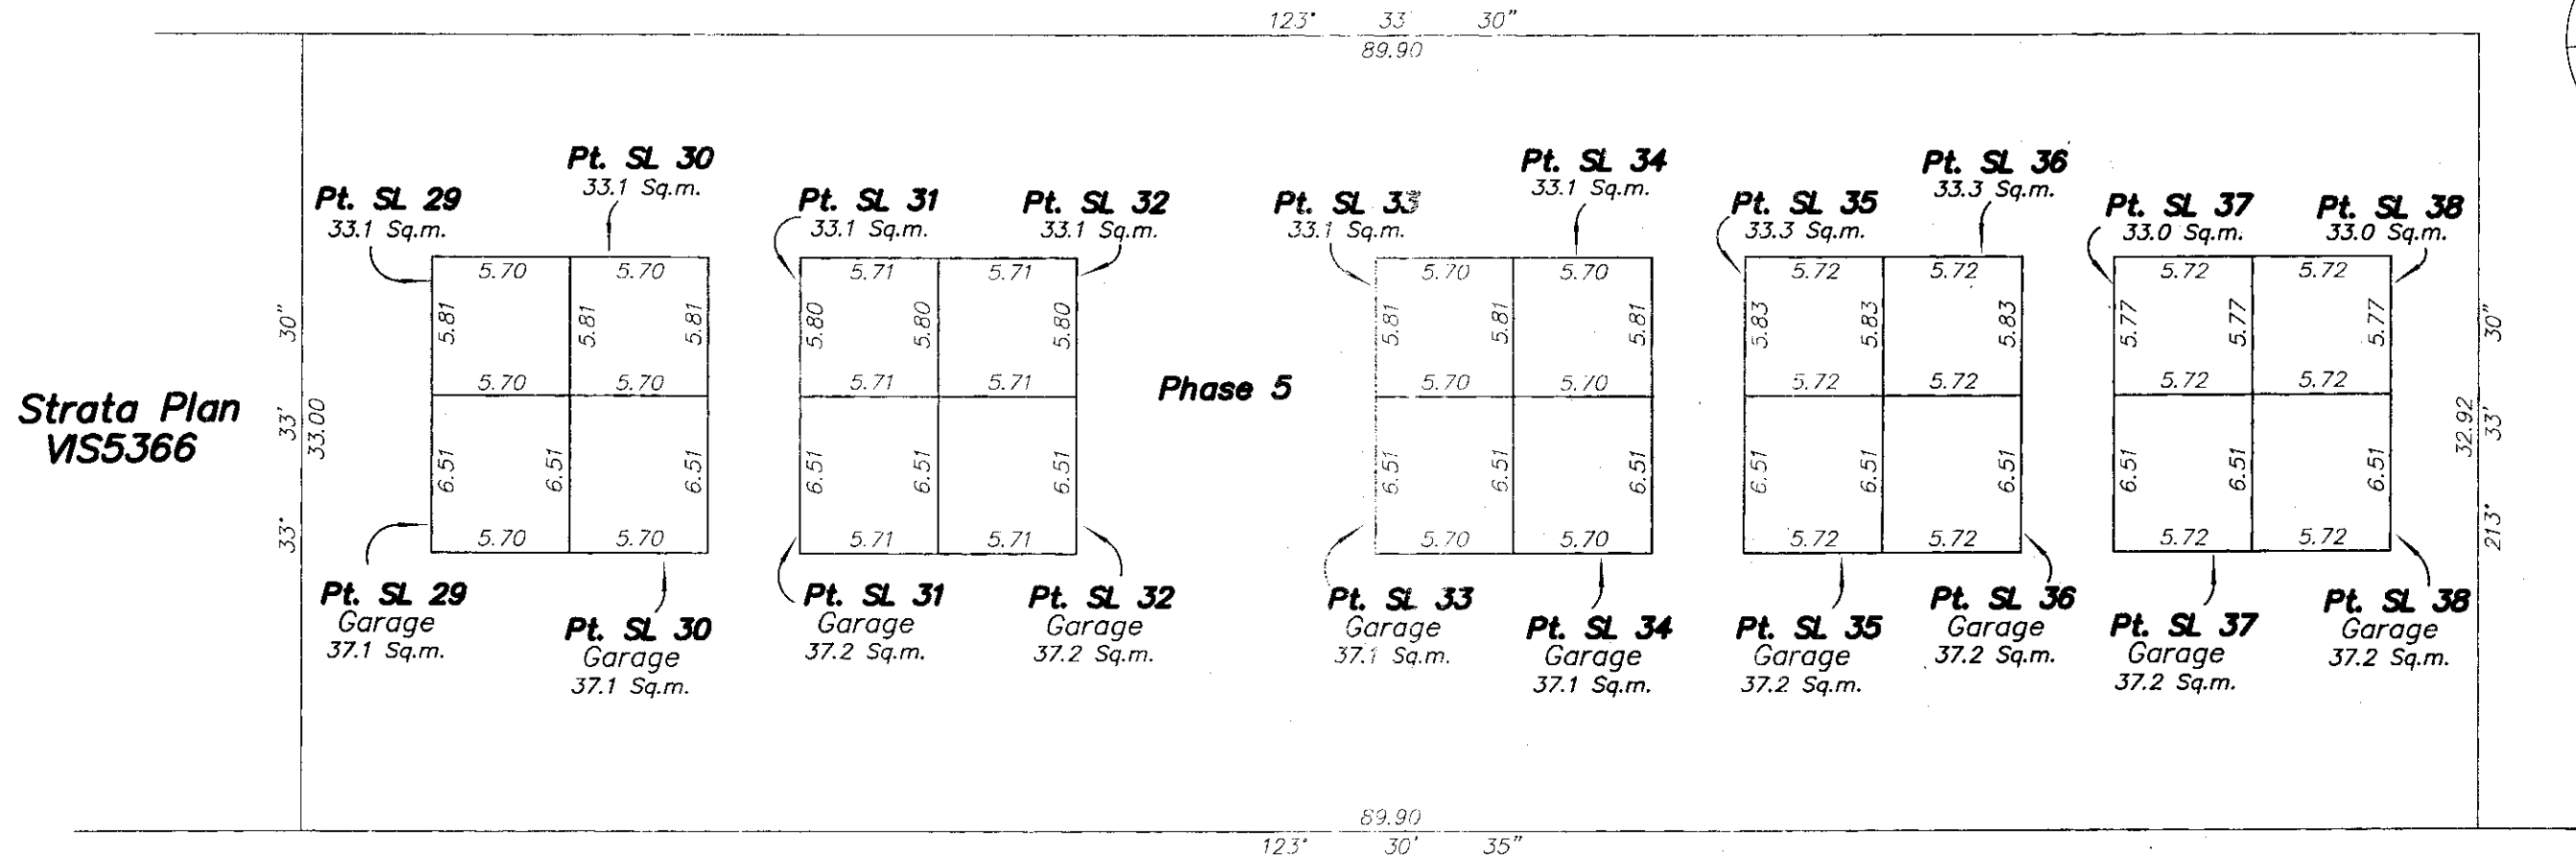 123° 33' 30"
89.90
Pt. SL 29
33.1 Sq.m.
Pt. SL 30
33.1 Sq.m.
Pt. SL 31
33.1 Sq.m.
Pt. SL 32
33.1 Sq.m.
Pt. SL 33
33.1 Sq.m.
Pt. SL 34
33.1 Sq.m.
Pt. SL 35
33.3 Sq.m.
Pt. SL 36
33.3 Sq.m.
Pt. SL 37
33.0 Sq.m.
Pt. SL 38
33.0 Sq.m.
5.70 5.70
5.81 5.81 5.81
5.70 5.70
6.51 6.51 6.51
5.70 5.70
5.71 5.71
5.80 5.80 5.80
5.71 5.71
6.51 6.51 6.51
5.71 5.71
5.70 5.70
5.81 5.81 5.81
5.70 5.70
6.51 6.51 6.51
5.70 5.70
5.72 5.72
5.83 5.83 5.83
5.72 5.72
6.51 6.51 6.51
5.72 5.72
5.72 5.72
5.77 5.77 5.77
5.72 5.72
6.51 6.51 6.51
5.72 5.72
Strata Plan
VIS5366
33° 33' 30"
33.00
Phase 5
32.92
213° 33' 30"
Pt. SL 29
Garage
37.1 Sq.m.
Pt. SL 30
Garage
37.1 Sq.m.
Pt. SL 31
Garage
37.2 Sq.m.
Pt. SL 32
Garage
37.2 Sq.m.
Pt. SL 33
Garage
37.1 Sq.m.
Pt. SL 34
Garage
37.1 Sq.m.
Pt. SL 35
Garage
37.2 Sq.m.
Pt. SL 36
Garage
37.2 Sq.m.
Pt. SL 37
Garage
37.2 Sq.m.
Pt. SL 38
Garage
37.2 Sq.m.
89.90
123° 30' 35"